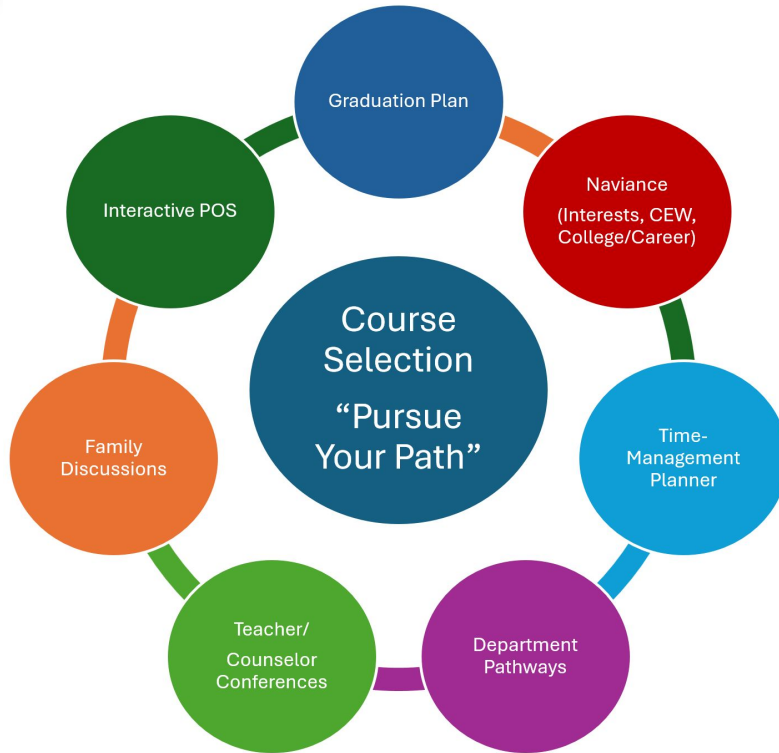 Graduation Plan
Naviance
(Interests, CEW,
College/Career)
Interactive POS
Course
Selection
“Pursue
Your Path”
Time-
Management
Planner
Family
Discussions
Teacher/
Counselor
Conferences
Department
Pathways